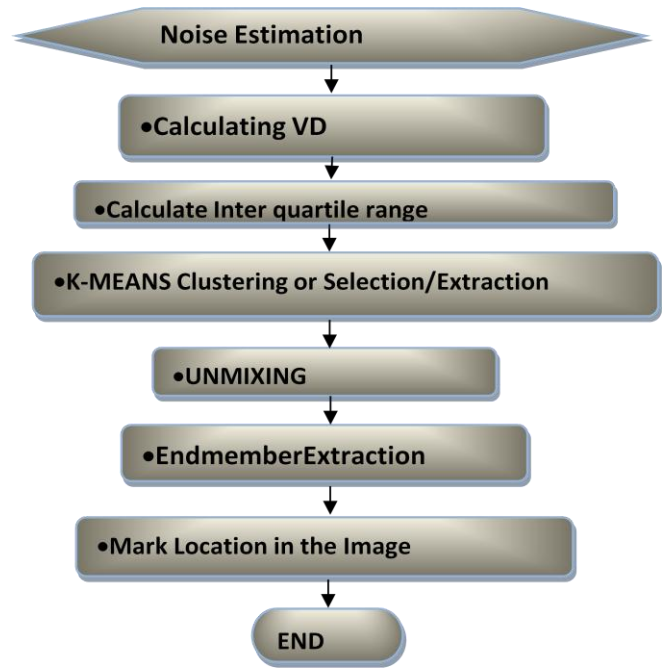 Noise Estimation
•Calculating VD
•Calculate Inter quartile range
•K-MEANS Clustering or Selection/Extraction
•UNMIXING
•EndmemberExtraction
•Mark Location in the Image
END